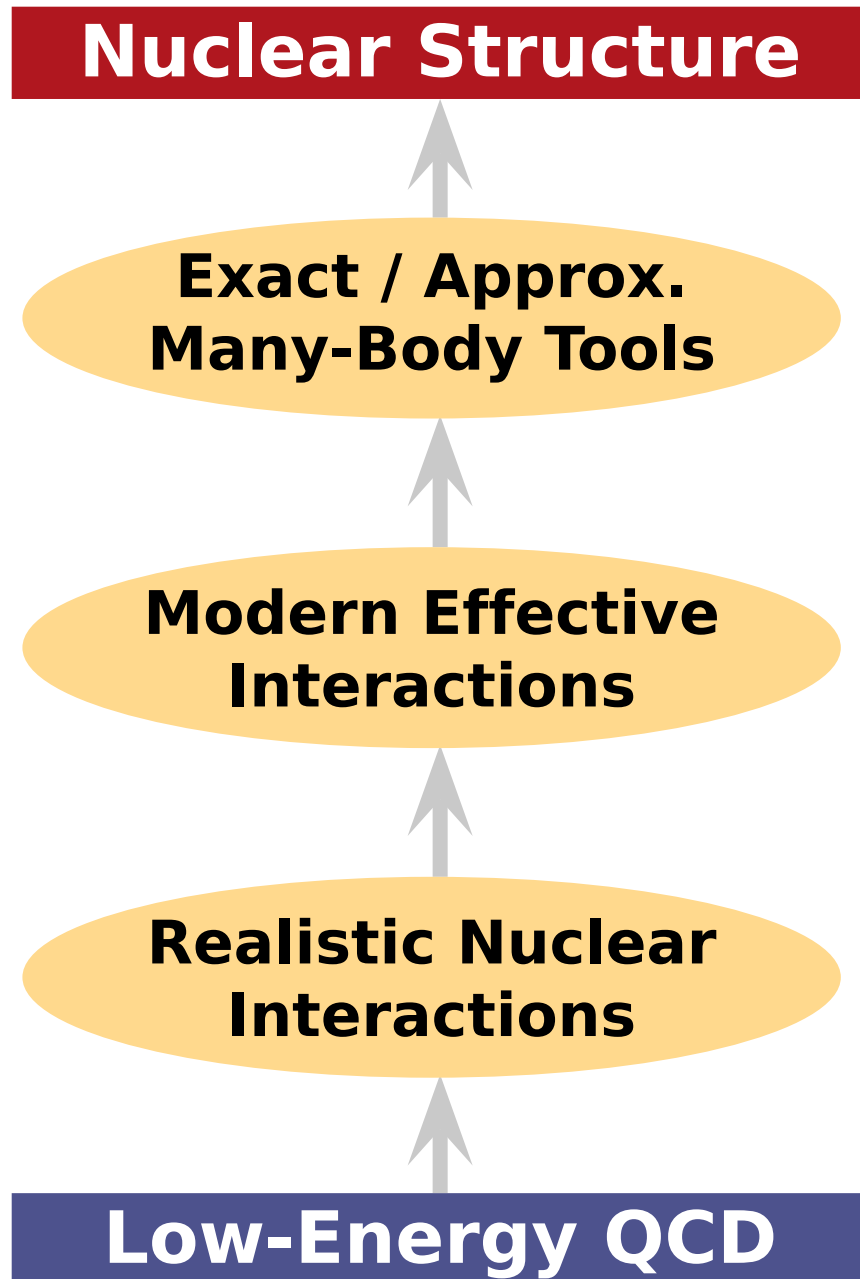 Nuclear Structure
Exact / Approx.
Many-Body Tools
Modern Effective
Interactions
Realistic Nuclear
Interactions
Low-Energy QCD